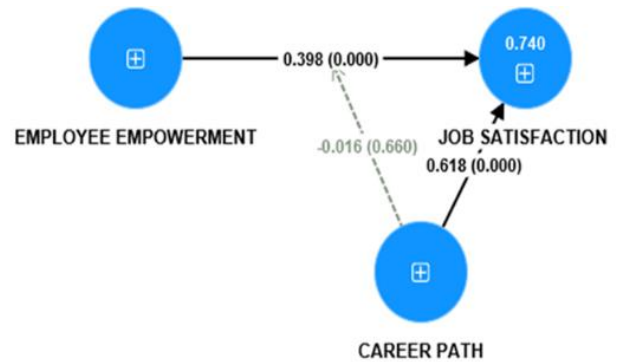 0.740
0.398 (0.000)
EMPLOYEE EMPOWERMENT
JOB SATISFACTION
-0.016 (0.660)
0.618 (0.000)
CAREER PATH